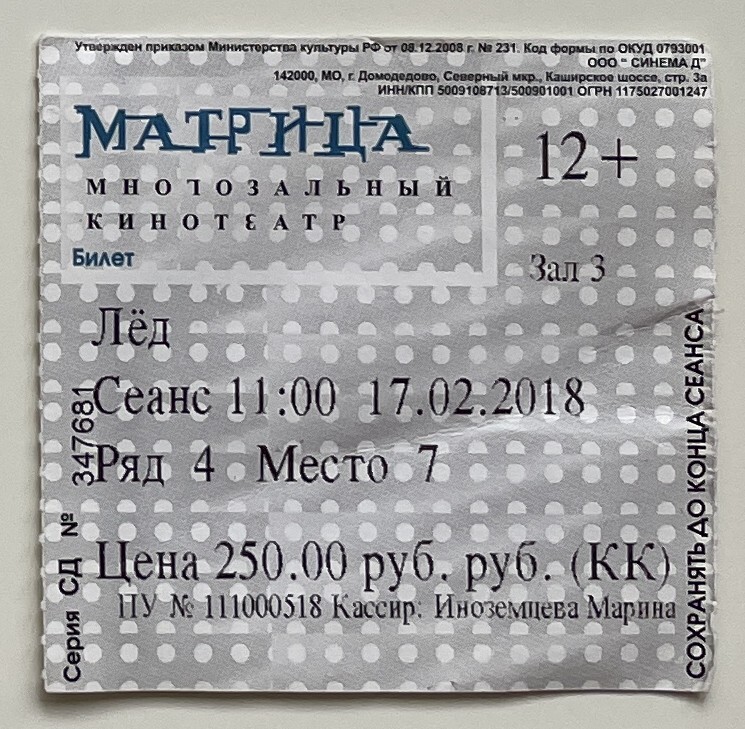 Утвержден приказом Министерства культуры РФ от 08.12.2008 г. № 231. Код формы по ОКУД 0793001
ООО " СИНЕМА Д"
142000, МО, г. Домодедово, Северный мкр., Каширское шоссе, стр. 3а
ИНН/КПП 5009108713/500901001 ОГРН 1175027001247
МАТРИЦА
МНОГОЗАЛЬНЫЙ
КИНОТЕАТР
Билет
12+
Зал 3
Лёд
Сеанс 11:00 17.02.2018
Ряд 4 Место 7
Цена 250.00 руб. руб. (КК)
ПУ № 111000518 Кассир: Иноземцева Марина
Серия СД № 347681
СОХРАНЯТЬ ДО КОНЦА СЕАНСА